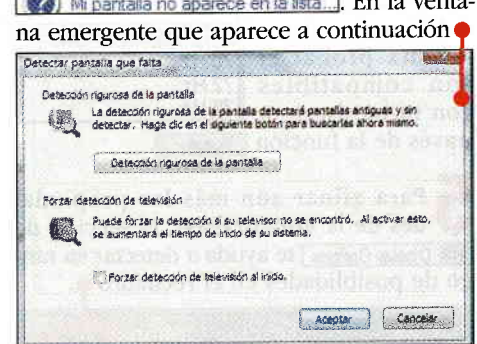 Mi pantalla no aparece en la lista... . En la venta-
na emergente que aparece a continuación
Detectar pantalla que falta
Detección rigurosa de la pantalla
La detección rigurosa de la pantalla detectará pantallas antiguas y sin
detectar. Haga clic en el siguiente botón para buscarlas ahora mismo.
Detección rigurosa de la pantalla
Forzar detección de televisión
Puede forzar la detección si su televisor no se encontró. Al activar esto,
se aumentará el tiempo de inicio de su sistema.
Forzar detección de televisión al inicio.
Aceptar
Cancelar